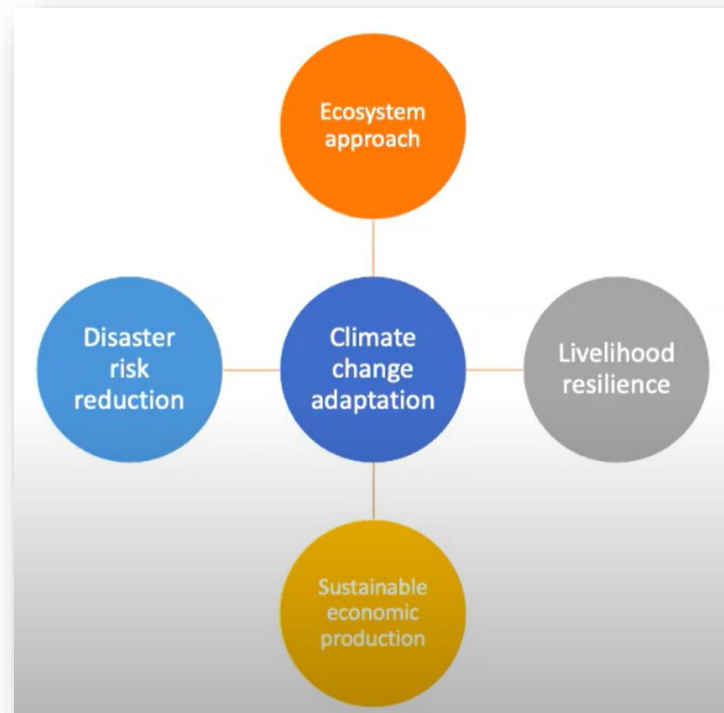 Ecosystem
approach
Disaster
risk
reduction
Climate
change
adaptation
Livelihood
resilience
Sustainable
economic
production